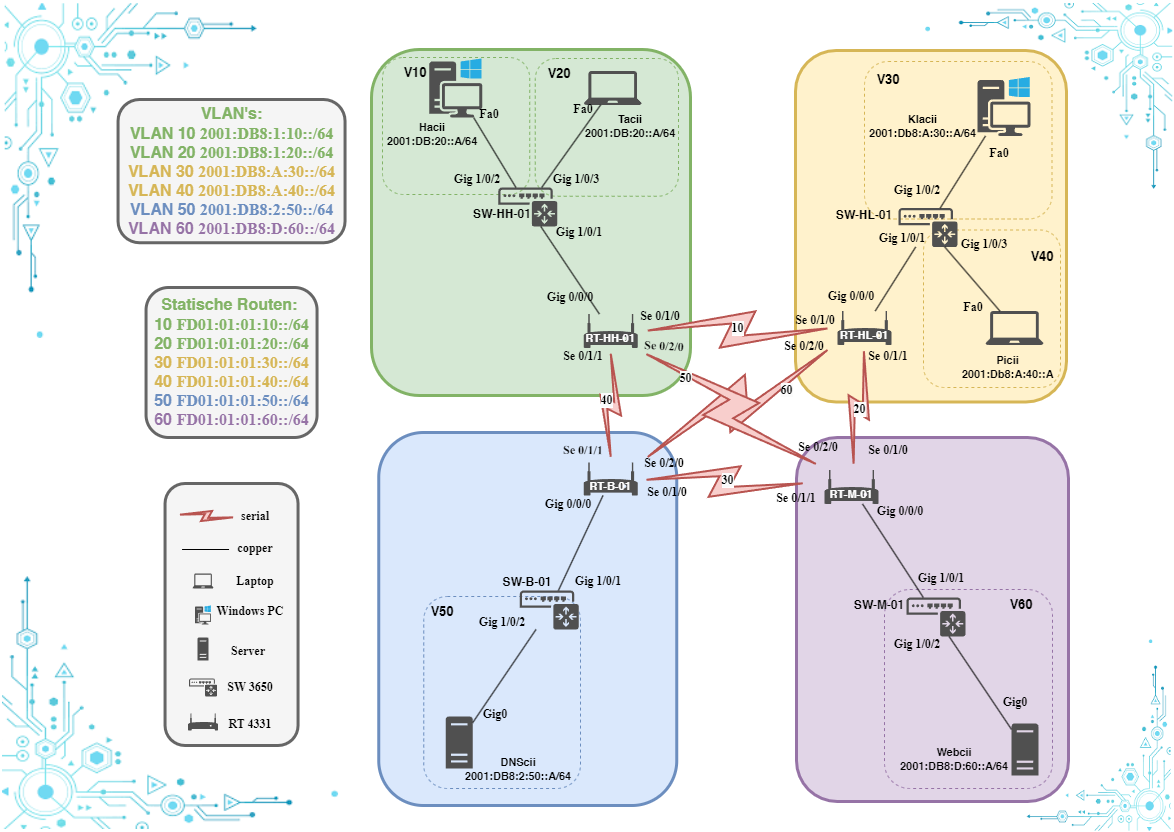 VLAN's:
VLAN 10 2001:DB8:1:10::/64
VLAN 20 2001:DB8:1:20::/64
VLAN 30 2001:DB8:A:30::/64
VLAN 40 2001:DB8:A:40::/64
VLAN 50 2001:DB8:2:50::/64
VLAN 60 2001:DB8:D:60::/64
Statische Routen:
10 FD01:01:01:10::/64
20 FD01:01:01:20::/64
30 FD01:01:01:30::/64
40 FD01:01:01:40::/64
50 FD01:01:01:50::/64
60 FD01:01:01:60::/64
serial
copper
Laptop
Windows PC
Server
SW 3650
RT 4331
V10
Fa0
Hacii
2001:DB:20::A/64
V20
Fa0
Tacii
2001:DB:20::A/64
Gig 1/0/2
Gig 1/0/3
SW-HH-01
Gig 1/0/1
Gig 0/0/0
RT-HH-01
Se 0/1/0
Se 0/2/0
Se 0/1/1
V30
Klacii
2001:Db8:A:30::A/64
Fa0
Gig 1/0/2
SW-HL-01
Gig 1/0/1
Gig 1/0/3
V40
Gig 0/0/0
Fa0
Se 0/1/0
RT-HL-01
Se 0/2/0
Se 0/1/1
Picii
2001:Db8:A:40::A
10
50
60
40
20
30
Se 0/1/1
Se 0/2/0
RT-B-01
Se 0/1/0
Gig 0/0/0
SW-B-01
Gig 1/0/1
V50
Gig 1/0/2
Gig0
DNScii
2001:DB8:2:50::A/64
Se 0/2/0
Se 0/1/0
Se 0/1/1
RT-M-01
Gig 0/0/0
Gig 1/0/1
SW-M-01
V60
Gig 1/0/2
Gig0
Webcii
2001:DB8:D:60::A/64